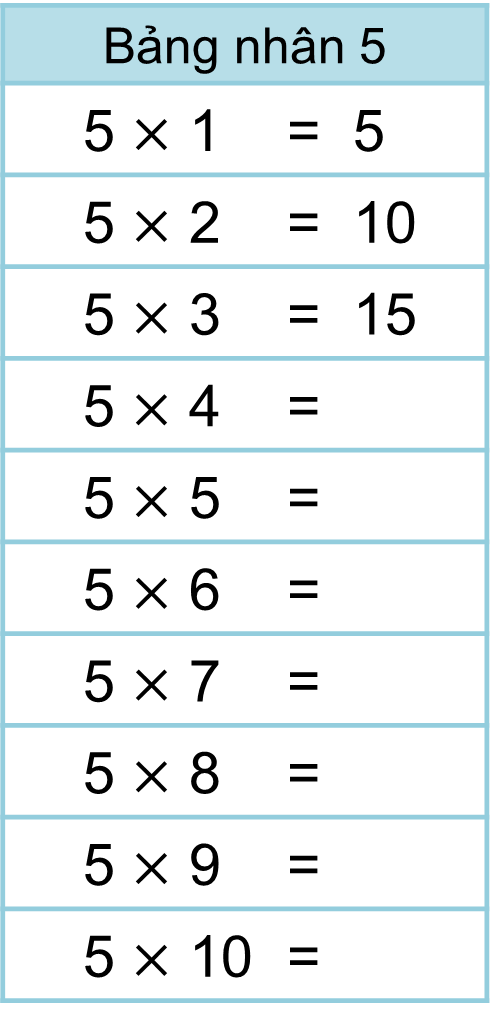 Bảng nhân 5
5 × 1 = 5
5 × 2 = 10
5 × 3 = 15
5 × 4 =
5 × 5 =
5 × 6 =
5 × 7 =
5 × 8 =
5 × 9 =
5 × 10 =